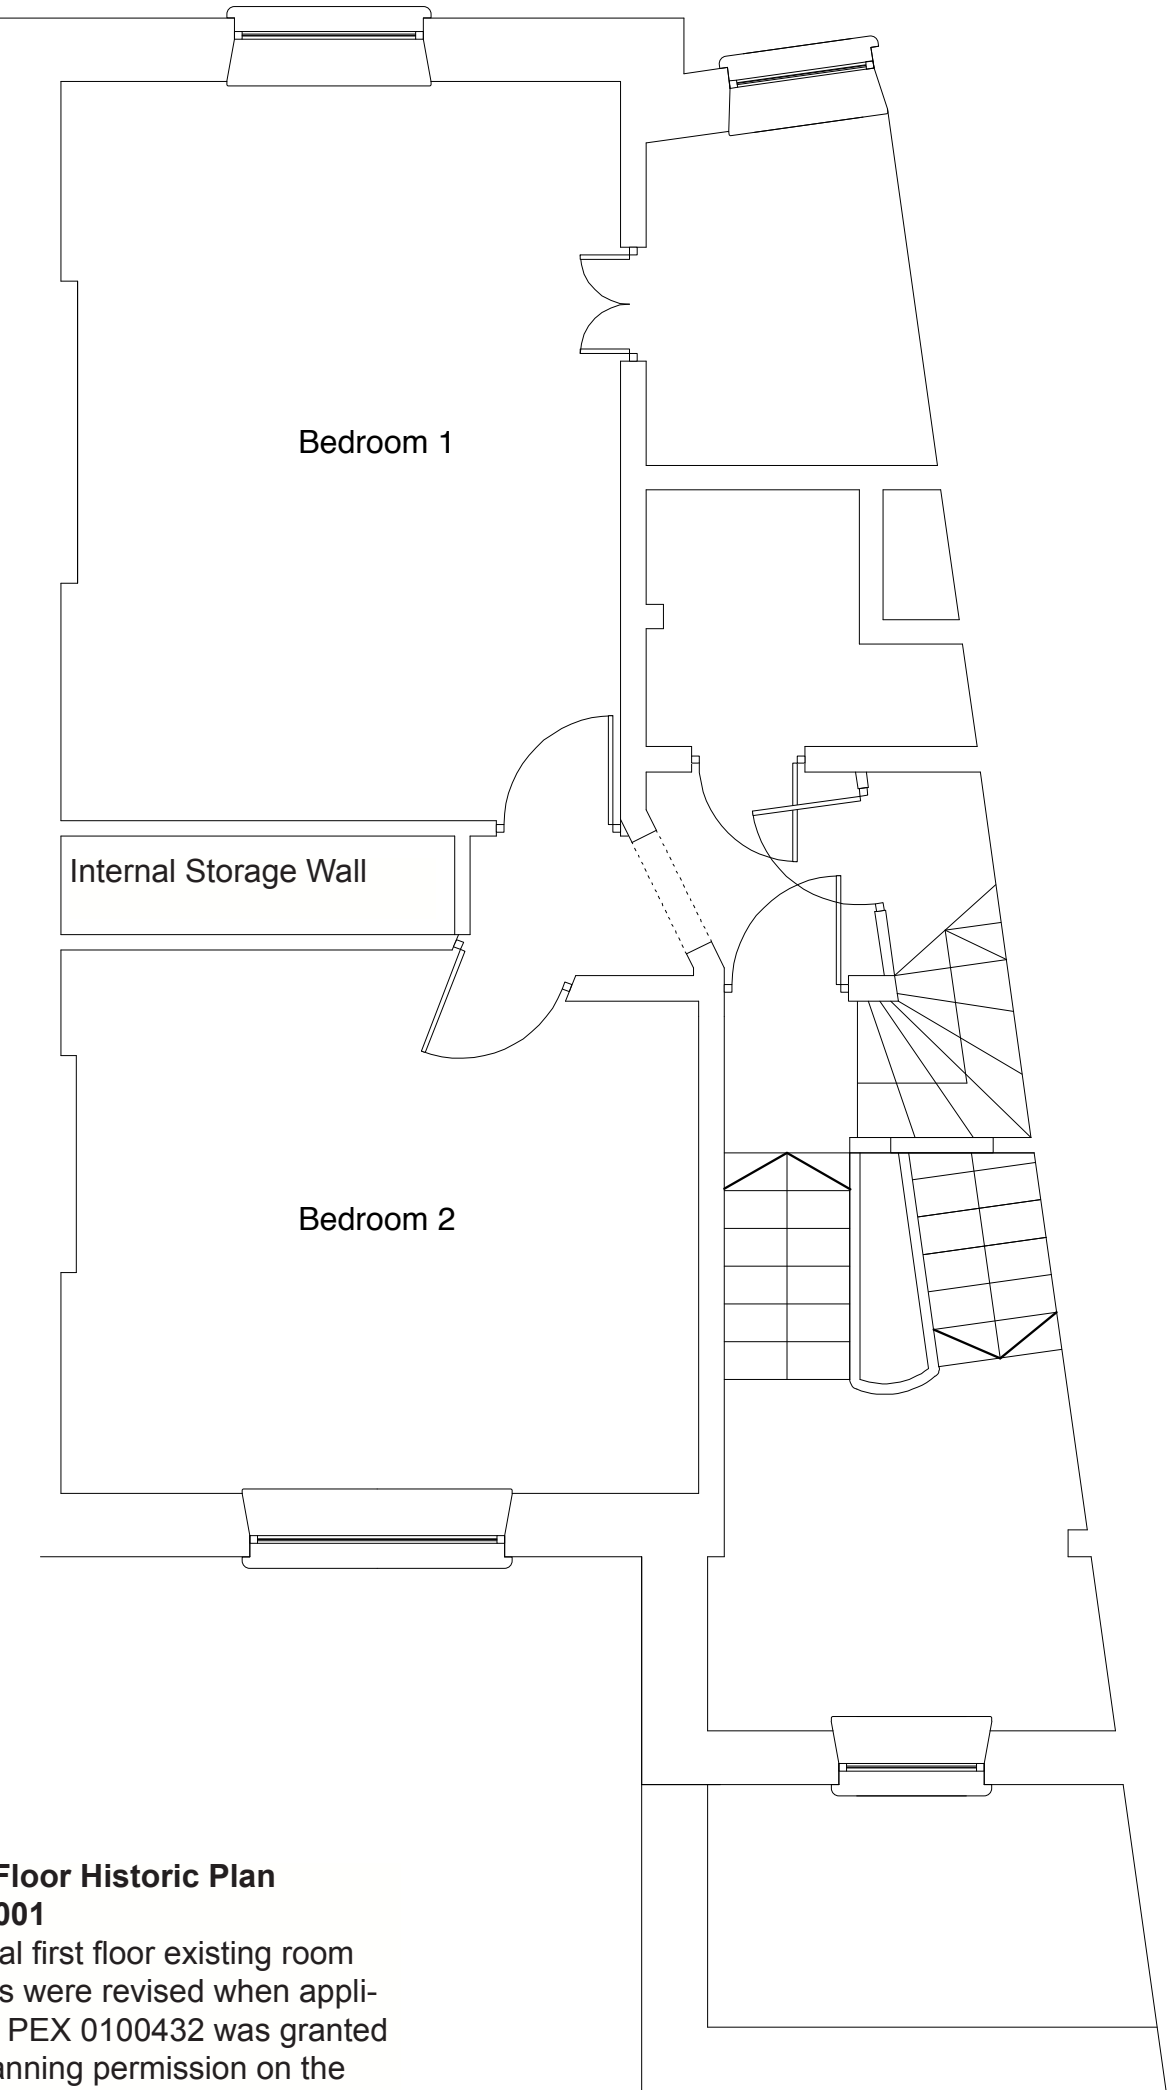 Bedroom 1
Internal Storage Wall
Bedroom 2
Floor Historic Plan
001
al first floor existing room
s were revised when appli-
PEX 0100432 was granted
anning permission on the